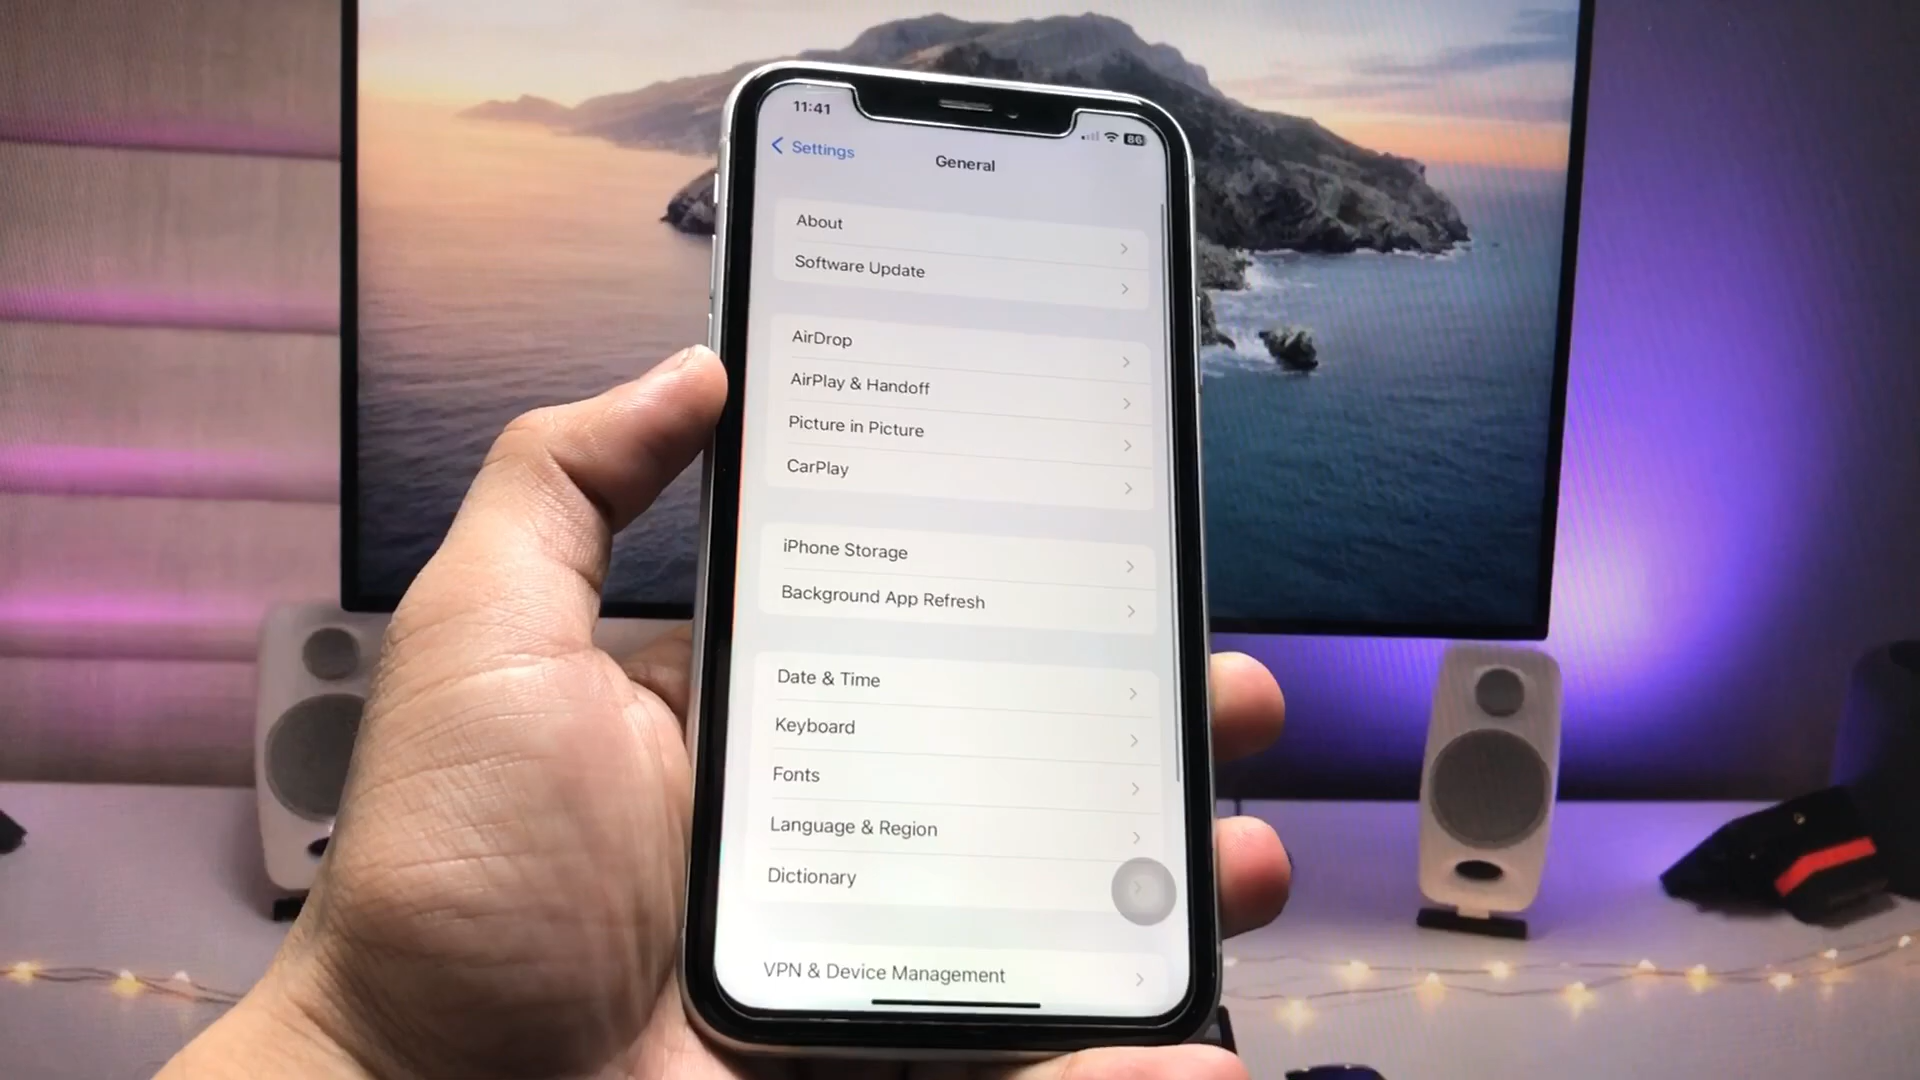 11:41
86
Settings
General
About
Software Update
AirDrop
AirPlay & Handoff
Picture in Picture
CarPlay
iPhone Storage
Background App Refresh
Date & Time
Keyboard
Fonts
Language & Region
Dictionary
VPN & Device Management